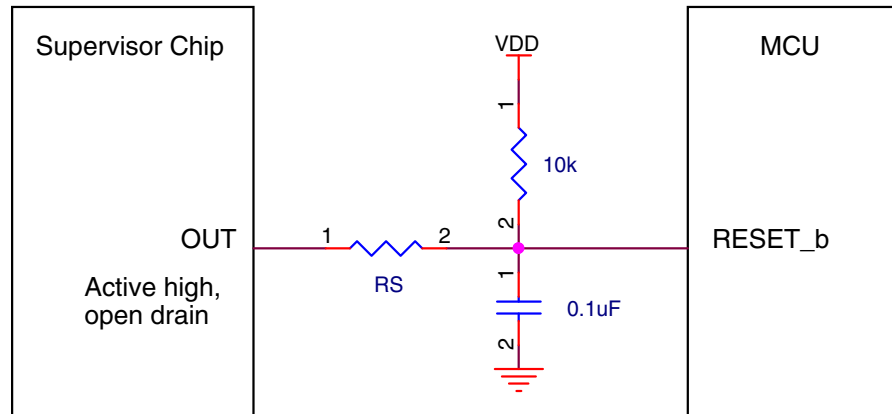 Supervisor Chip
VDD
MCU
1
10k
2
OUT
1
2
RESET_b
RS
1
Active high,
open drain
0.1uF
2